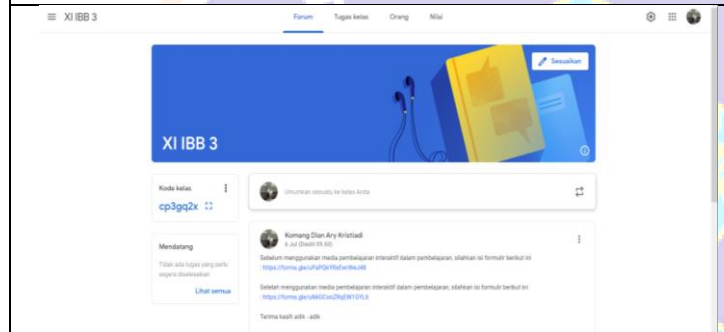 XI IBB 3
Forum Tugas kelas Orang Nilai
Sesuaikan
XI IBB 3
Kode kelas
cp3gq2x
Umumkan sesuatu ke kelas Anda
Mendatang
Tidak ada tugas yang perlu
segera diselesaikan
Lihat semua
Komang Dian Ary Kristiadi
6 Jul (Diedit 09.50)
Sebelum menggunakan media pembelajaran interaktif dalam pembelajaran, silahkan isi formulir berikut ini
Setelah menggunakan media pembelajaran interaktif dalam pembelajaran, silahkan isi formulir berikut ini
Terima kasih adik - adik